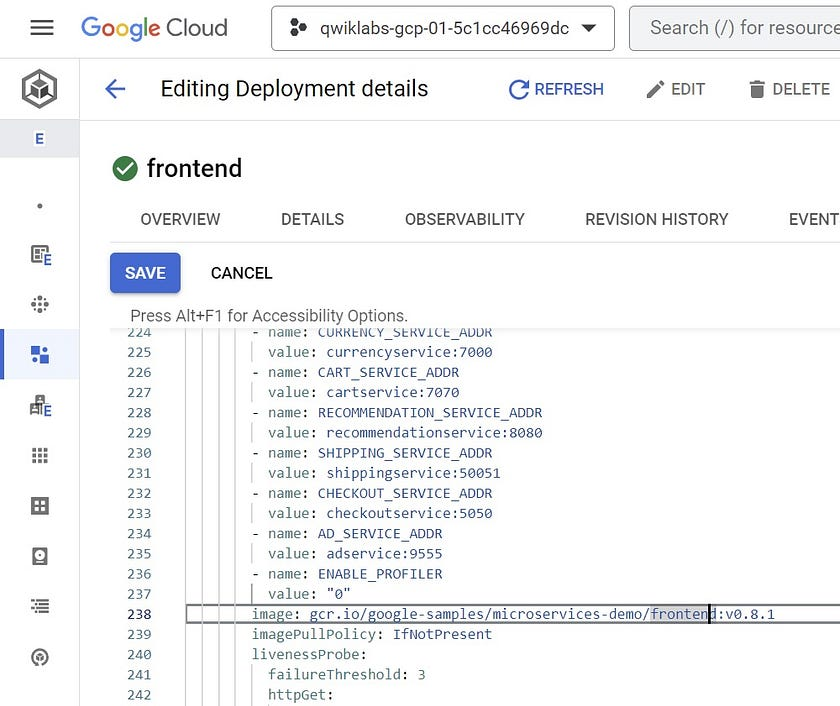 Google Cloud
qwiklabs-gcp-01-5c1cc46969dc
Search (/) for resource
Editing Deployment details
REFRESH
EDIT
DELETE
E
frontend
OVERVIEW
DETAILS
OBSERVABILITY
REVISION HISTORY
EVENT
SAVE
CANCEL
Press Alt+F1 for Accessibility Options.
224 - name: CURRENCY_SERVICE_ADDR
225 value: currencyservice:7000
226 - name: CART_SERVICE_ADDR
227 value: cartservice:7070
228 - name: RECOMMENDATION_SERVICE_ADDR
229 value: recommendationservice:8080
230 - name: SHIPPING_SERVICE_ADDR
231 value: shippingservice:50051
232 - name: CHECKOUT_SERVICE_ADDR
233 value: checkoutservice:5050
234 - name: AD_SERVICE_ADDR
235 value: adservice:9555
236 - name: ENABLE_PROFILER
237 value: "0"
238 image: gcr.io/google-samples/microservices-demo/frontend:v0.8.1
239 imagePullPolicy: IfNotPresent
240 livenessProbe:
241 failureThreshold: 3
242 httpGet:
E
E